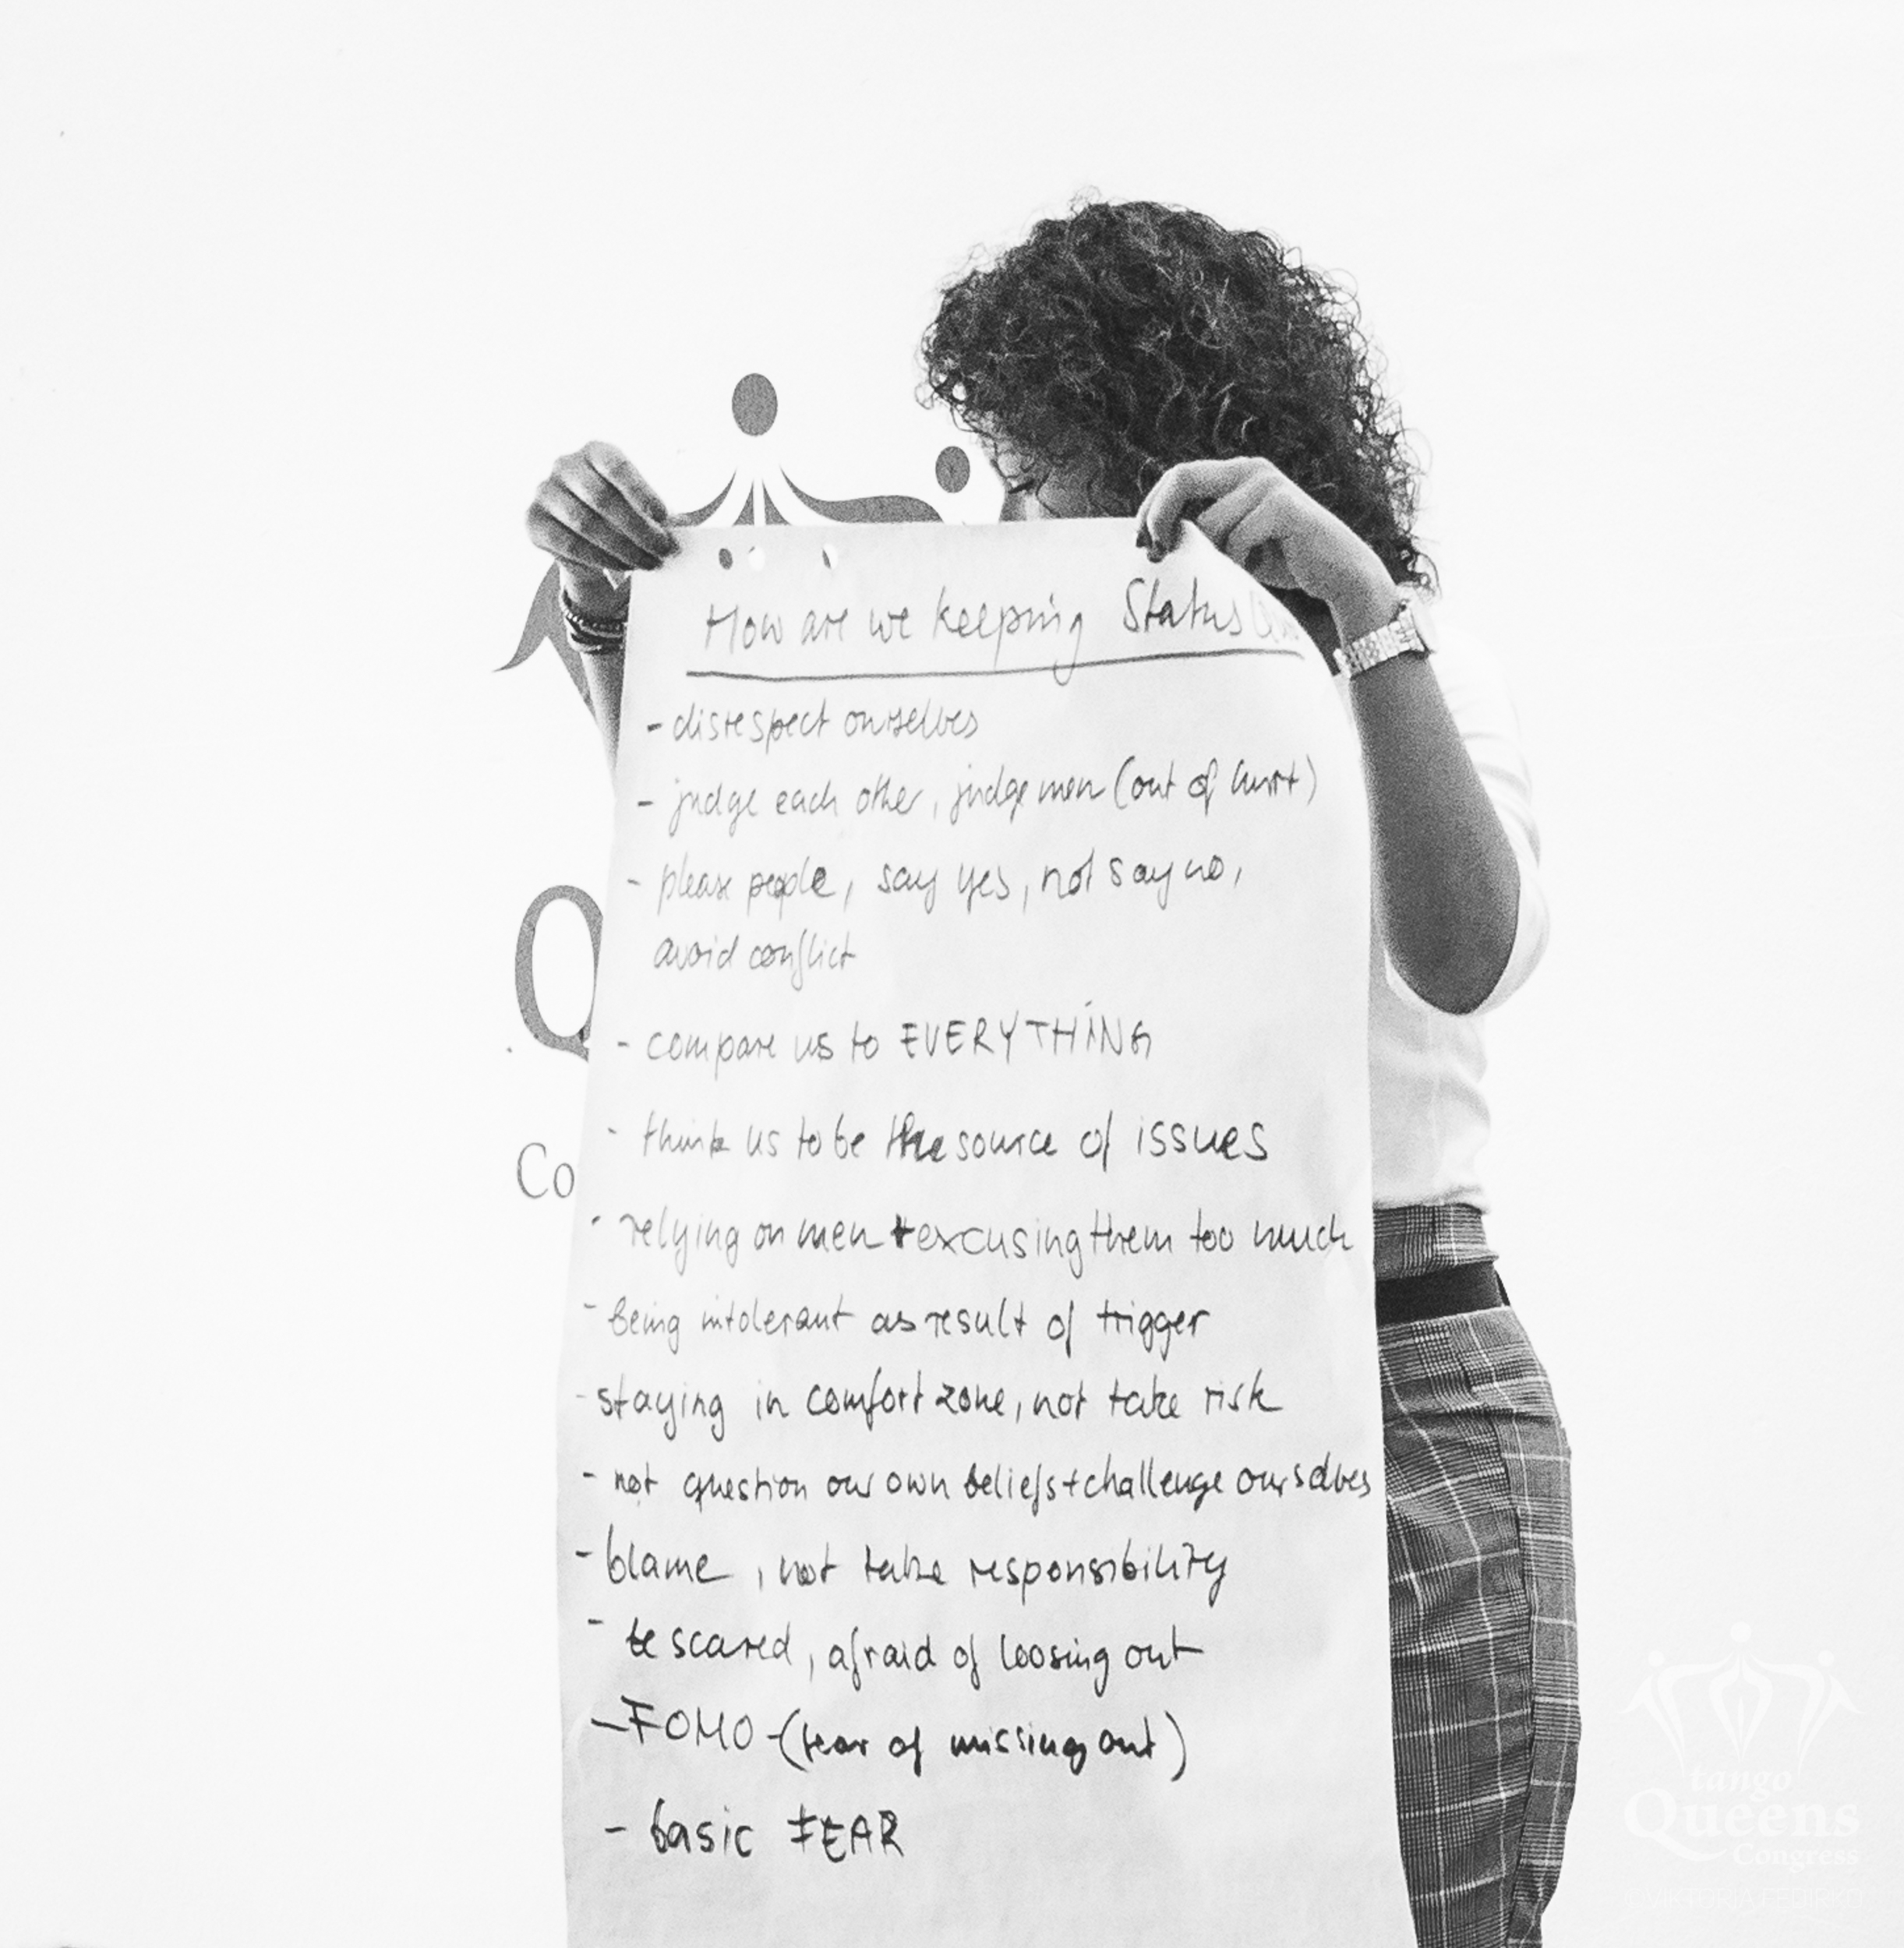 How are we keeping Status
- disrespect ourselves
- judge each other, judge men (out of hurt)
- please people, say yes, not say no,
avoid conflict
- compare us to EVERYTHING
- think us to be the source of issues
- relying on men + excusing them too much
- being intolerant as result of trigger
- staying in comfort zone, not take risk
- not question our own beliefs + challenge ourselves
- blame, not take responsibility
- be scared, afraid of loosing out
- FOMO - (fear of missing out)
- basic FEAR
Q
Co
tango
Queens
Congress